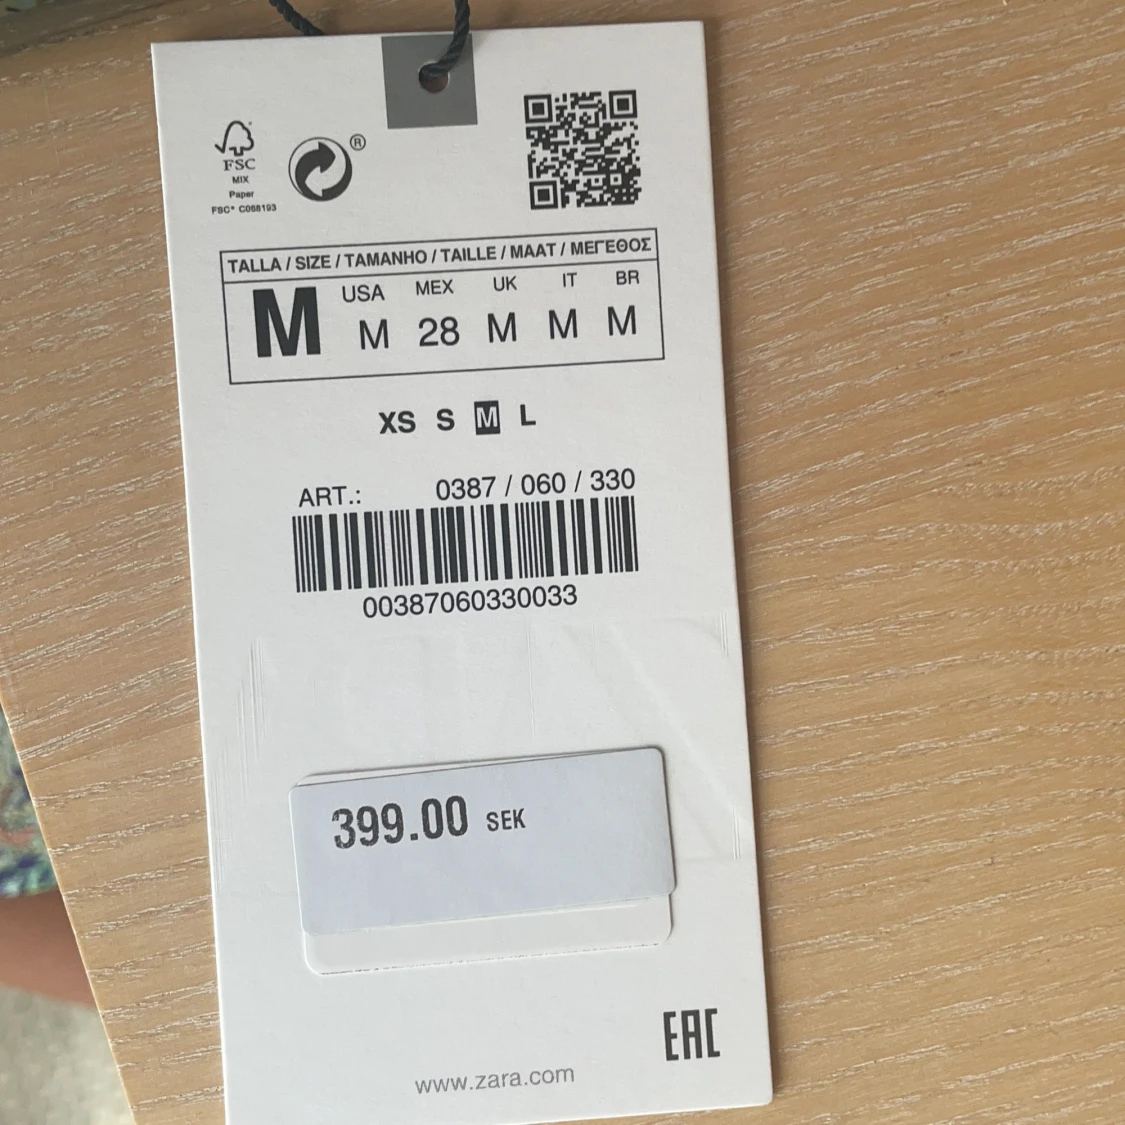 FSC
MIX
Paper
FSC® C068193
®
TALLA / SIZE / TAMANHO / TAILLE / MAAT / ΜΕΓΕΘΟΣ
USA MEX UK IT BR
M M 28 M M M
XS S M L
ART.: 0387 / 060 / 330
00387060330033
399.00 SEK
EAC
www.zara.com